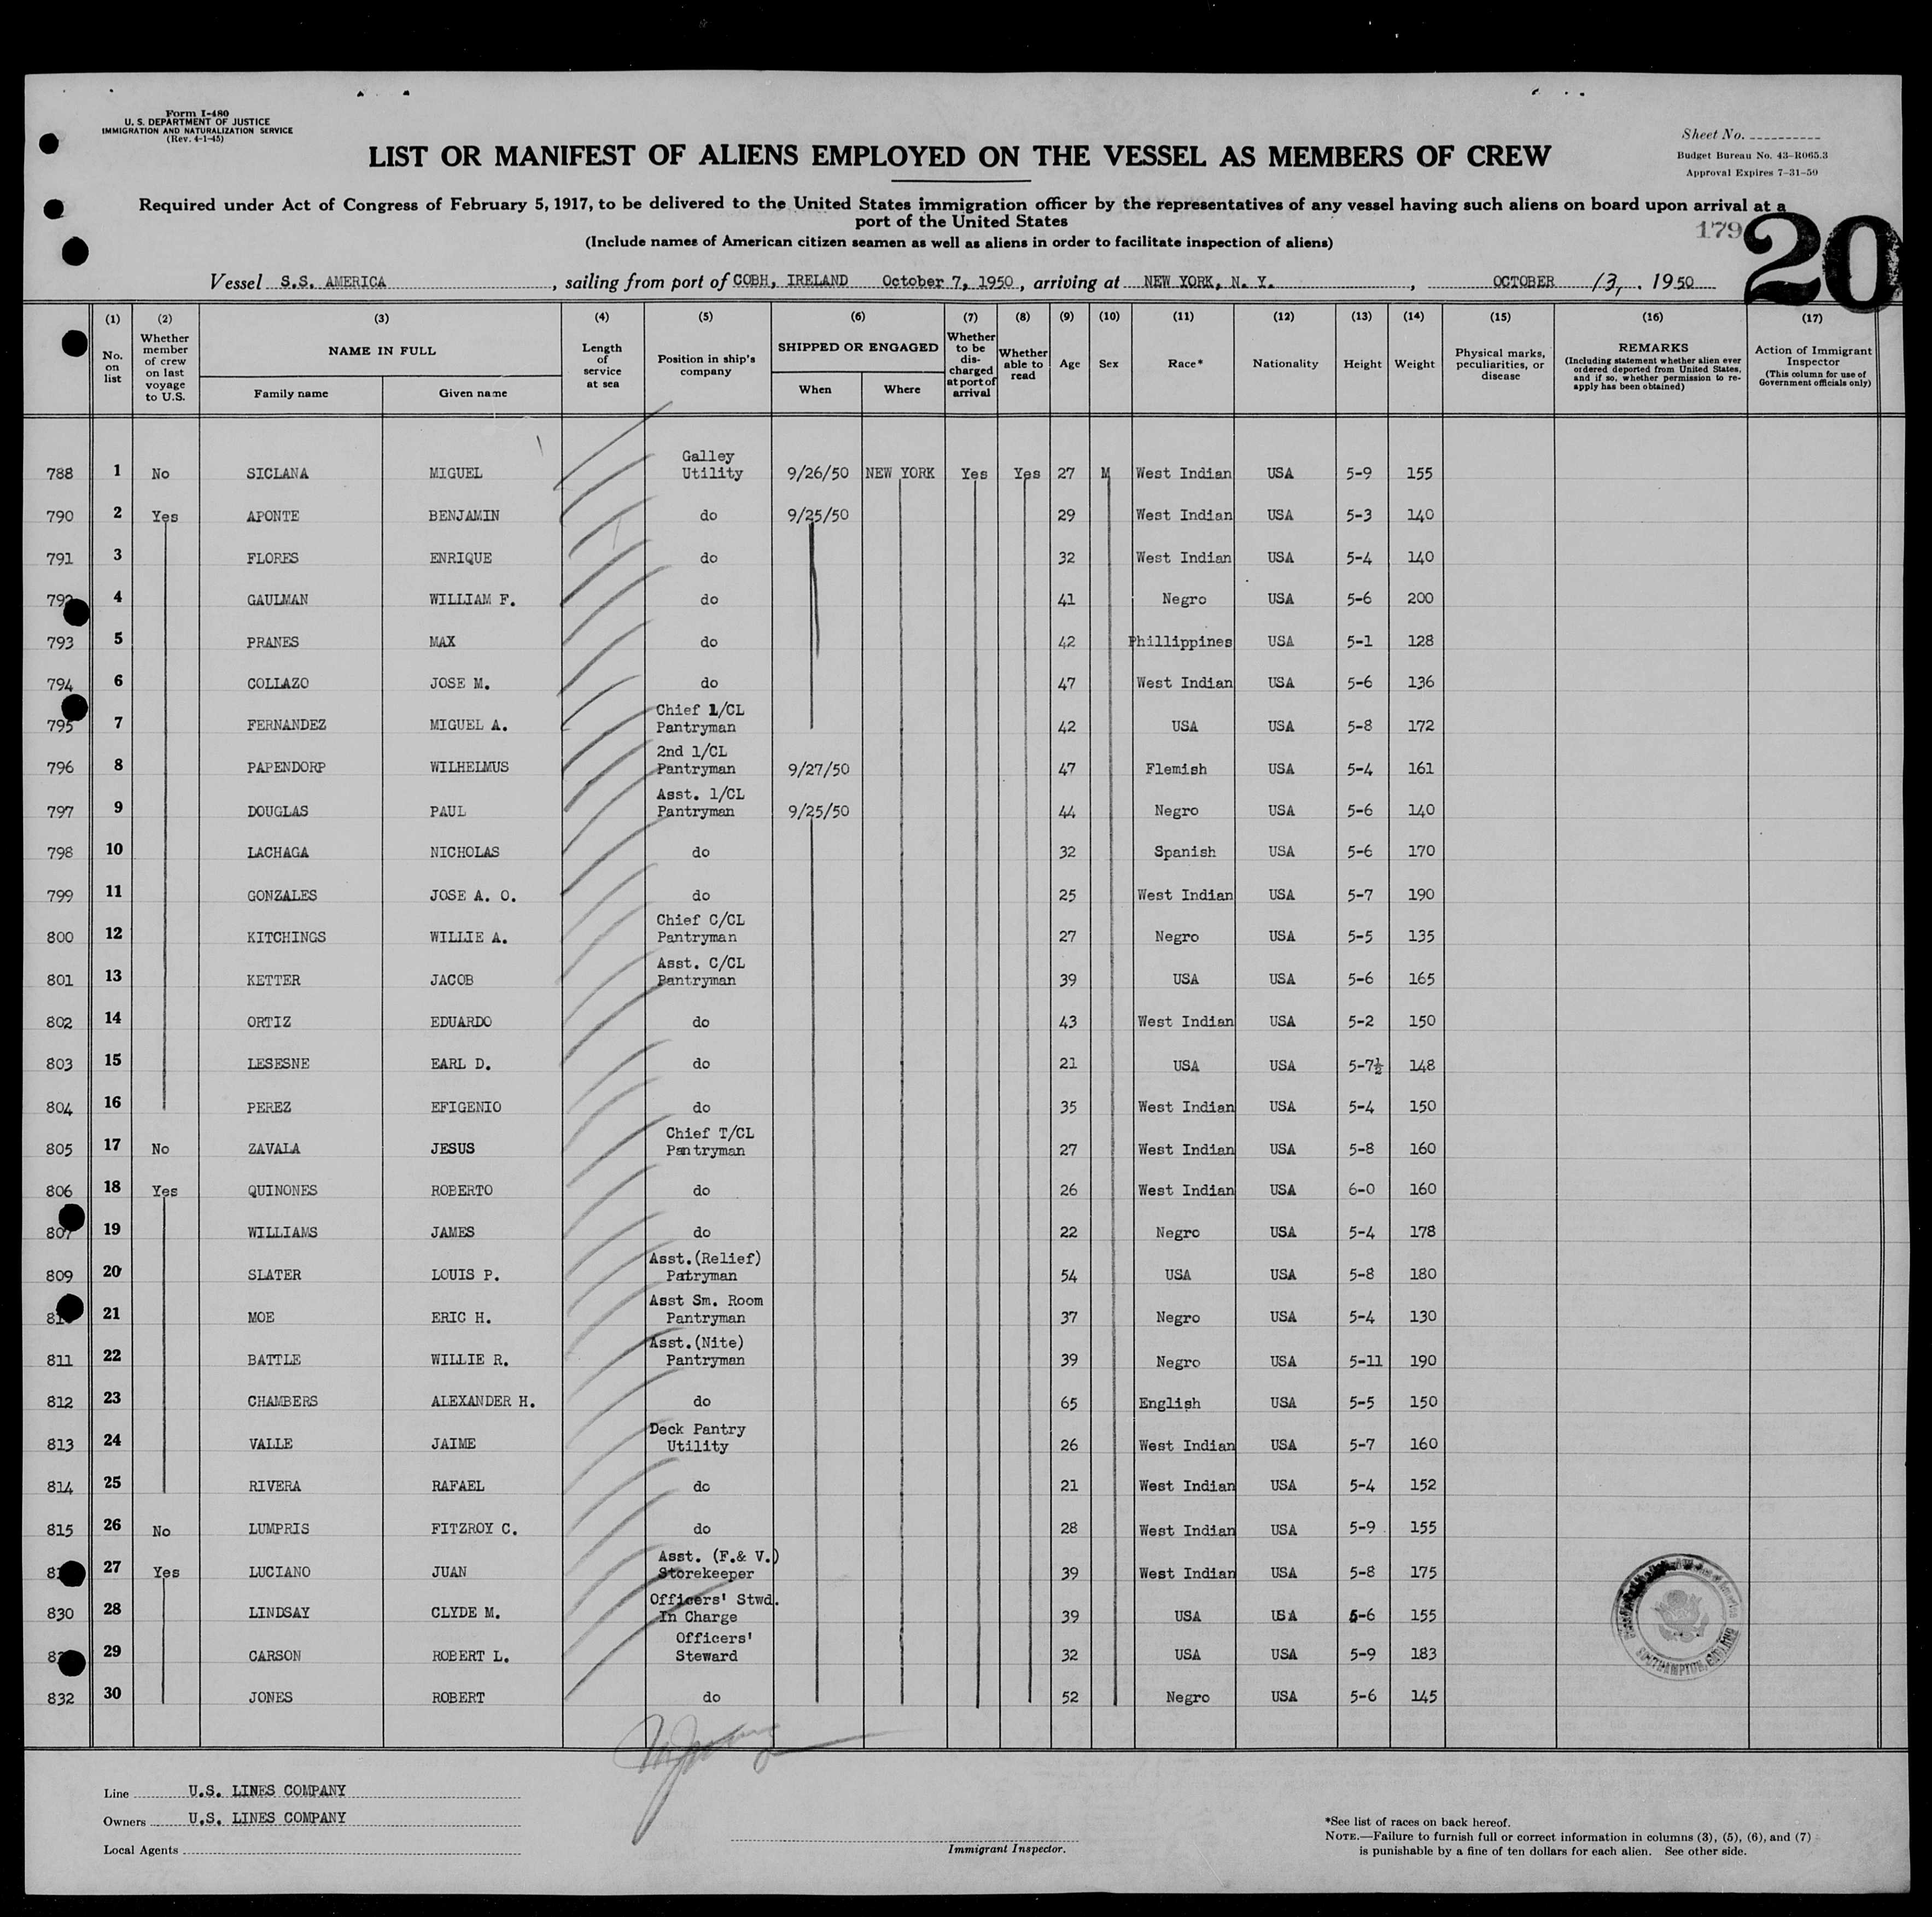 Form I-480
U. S. DEPARTMENT OF JUSTICE
IMMIGRATION AND NATURALIZATION SERVICE
(Rev. 4-1-45)
Sheet No.
Budget Bureau No. 43-R065.3
Approval Expires 7-31-50
LIST OR MANIFEST OF ALIENS EMPLOYED ON THE VESSEL AS MEMBERS OF CREW
Required under Act of Congress of February 5, 1917, to be delivered to the United States immigration officer by the representatives of any vessel having such aliens on board upon arrival at a
port of the United States
(Include names of American citizen seamen as well as aliens in order to facilitate inspection of aliens)
179
20
Vessel S.S. AMERICA, sailing from port of COBH, IRELAND October 7, 1950, arriving at NEW YORK, N. Y., OCTOBER 13, 1950
(1) (2) (3) (4) (5) (6) (7) (8) (9) (10) (11) (12) (13) (14) (15) (16) (17)
No. on list
Whether member of crew on last voyage to U.S.
NAME IN FULL
Family name Given name
Length of service at sea
Position in ship's company
SHIPPED OR ENGAGED
When Where
Whether to be discharged at port of arrival
Whether able to read
Age Sex Race* Nationality Height Weight
Physical marks, peculiarities, or disease
REMARKS
(Including statement whether alien ever ordered deported from United States, and if so, whether permission to reapply has been obtained)
Action of Immigrant Inspector
(This column for use of Government officials only)
788 1 No SICLANA MIGUEL Galley Utility 9/26/50 NEW YORK Yes Yes 27 M West Indian USA 5-9 155
790 2 Yes APONTE BENJAMIN do 9/25/50 29 West Indian USA 5-3 140
791 3 FLORES ENRIQUE do 32 West Indian USA 5-4 140
792 4 GAULMAN WILLIAM F. do 41 Negro USA 5-6 200
793 5 PRANES MAX do 42 Phillippines USA 5-1 128
794 6 COLLAZO JOSE M. do 47 West Indian USA 5-6 136
795 7 FERNANDEZ MIGUEL A. Chief 1/CL Pantryman 42 USA USA 5-8 172
796 8 PAPENDORP WILHELMUS 2nd 1/CL Pantryman 9/27/50 47 Flemish USA 5-4 161
797 9 DOUGLAS PAUL Asst. 1/CL Pantryman 9/25/50 44 Negro USA 5-6 140
798 10 LACHAGA NICHOLAS do 32 Spanish USA 5-6 170
799 11 GONZALES JOSE A. O. do 25 West Indian USA 5-7 190
800 12 KITCHINGS WILLIE A. Chief C/CL Pantryman 27 Negro USA 5-5 135
801 13 KETTER JACOB Asst. C/CL Pantryman 39 USA USA 5-6 165
802 14 ORTIZ EDUARDO do 43 West Indian USA 5-2 150
803 15 LESESNE EARL D. do 21 USA USA 5-7½ 148
804 16 PEREZ EFIGENIO do 35 West Indian USA 5-4 150
805 17 No ZAVALA JESUS Chief T/CL Pantryman 27 West Indian USA 5-8 160
806 18 Yes QUINONES ROBERTO do 26 West Indian USA 6-0 160
807 19 WILLIAMS JAMES do 22 Negro USA 5-4 178
809 20 SLATER LOUIS P. Asst.(Relief) Patryman 54 USA USA 5-8 180
21 MOE ERIC H. Asst Sm. Room Pantryman 37 Negro USA 5-4 130
811 22 BATTLE WILLIE R. Asst.(Nite) Pantryman 39 Negro USA 5-11 190
812 23 CHAMBERS ALEXANDER H. do 65 English USA 5-5 150
813 24 VALLE JAIME Deck Pantry Utility 26 West Indian USA 5-7 160
814 25 RIVERA RAFAEL do 21 West Indian USA 5-4 152
815 26 No LUMPRIS FITZROY C. do 28 West Indian USA 5-9 155
27 Yes LUCIANO JUAN Asst. (F.& V.) Storekeeper 39 West Indian USA 5-8 175
830 28 LINDSAY CLYDE M. Officers' Stwd. In Charge 39 USA USA 5-6 155
29 CARSON ROBERT L. Officers' Steward 32 USA USA 5-9 183
832 30 JONES ROBERT do 52 Negro USA 5-6 145
SOUTHAMPTON, ENGLAND
Line U.S. LINES COMPANY
Owners U.S. LINES COMPANY
Local Agents
Immigrant Inspector.
*See list of races on back hereof.
NOTE.—Failure to furnish full or correct information in columns (3), (5), (6), and (7)
is punishable by a fine of ten dollars for each alien. See other side.